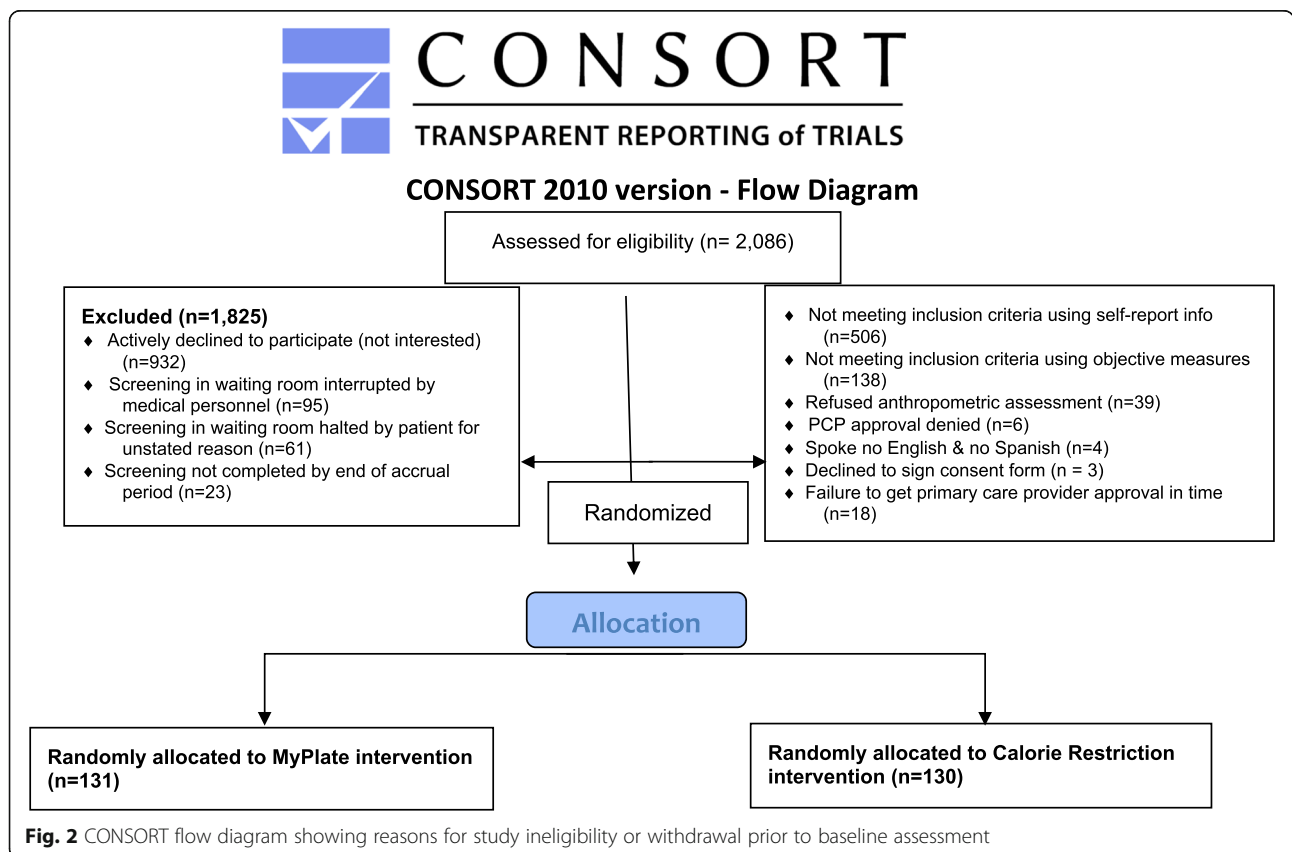 CONSORT
TRANSPARENT REPORTING of TRIALS
CONSORT 2010 version - Flow Diagram
Assessed for eligibility (n= 2,086)
Excluded (n=1,825)
♦ Actively declined to participate (not interested)
(n=932)
♦ Screening in waiting room interrupted by
medical personnel (n=95)
♦ Screening in waiting room halted by patient for
unstated reason (n=61)
♦ Screening not completed by end of accrual
period (n=23)
♦ Not meeting inclusion criteria using self-report info
(n=506)
♦ Not meeting inclusion criteria using objective measures
(n=138)
♦ Refused anthropometric assessment (n=39)
♦ PCP approval denied (n=6)
♦ Spoke no English & no Spanish (n=4)
♦ Declined to sign consent form (n = 3)
♦ Failure to get primary care provider approval in time
(n=18)
Randomized
Allocation
Randomly allocated to MyPlate intervention
(n=131)
Randomly allocated to Calorie Restriction
intervention (n=130)
Fig. 2 CONSORT flow diagram showing reasons for study ineligibility or withdrawal prior to baseline assessment